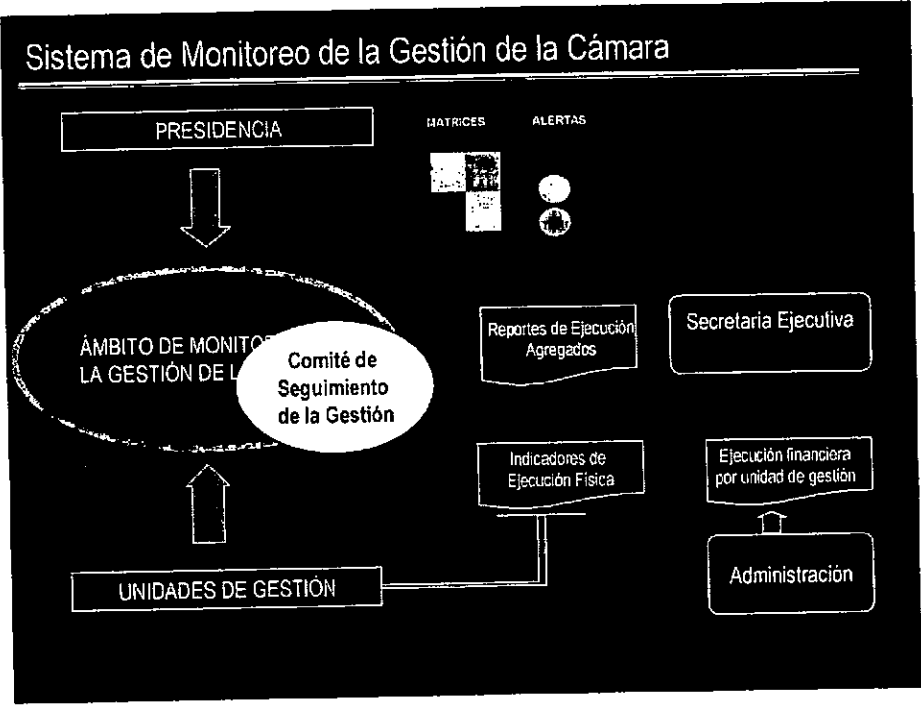 Sistema de Monitoreo de la Gestión de la Cámara
PRESIDENCIA
MATRICES
ALERTAS
ÁMBITO DE
LA GESTIÓN DE
Comité de
Seguimiento
de la Gestión
Reportes de Ejecución
Agregados
Secretaria Ejecutiva
Indicadores de
Ejecución Física
Ejecución financiera
por unidad de gestión
UNIDADES DE GESTIÓN
Administración